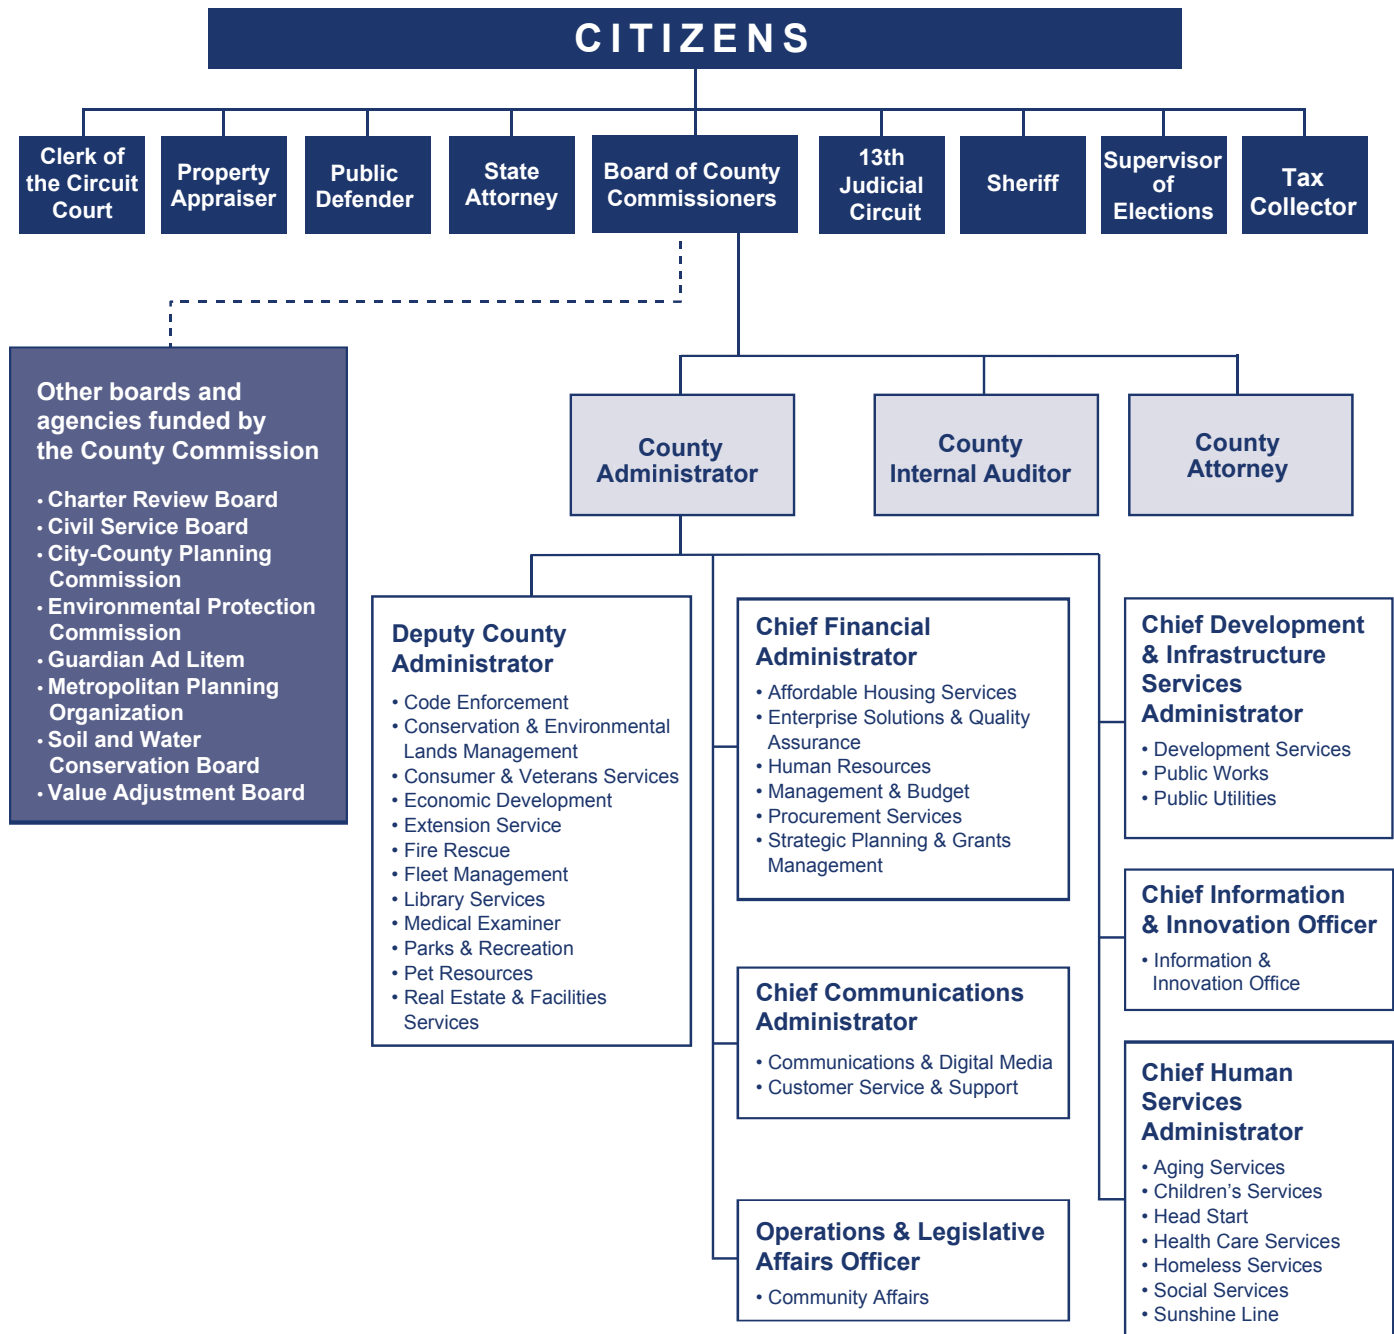 CITIZENS
Clerk of
the Circuit
Court
Property
Appraiser
Public
Defender
State
Attorney
Board of County
Commissioners
13th
Judicial
Circuit
Sheriff
Supervisor
of
Elections
Tax
Collector
Other boards and
agencies funded by
the County Commission
• Charter Review Board
• Civil Service Board
• City-County Planning
Commission
• Environmental Protection
Commission
• Guardian Ad Litem
• Metropolitan Planning
Organization
• Soil and Water
Conservation Board
• Value Adjustment Board
County
Administrator
County
Internal Auditor
County
Attorney
Deputy County
Administrator
• Code Enforcement
• Conservation & Environmental
Lands Management
• Consumer & Veterans Services
• Economic Development
• Extension Service
• Fire Rescue
• Fleet Management
• Library Services
• Medical Examiner
• Parks & Recreation
• Pet Resources
• Real Estate & Facilities
Services
Chief Financial
Administrator
• Affordable Housing Services
• Enterprise Solutions & Quality
Assurance
• Human Resources
• Management & Budget
• Procurement Services
• Strategic Planning & Grants
Management
Chief Communications
Administrator
• Communications & Digital Media
• Customer Service & Support
Operations & Legislative
Affairs Officer
• Community Affairs
Chief Development
& Infrastructure
Services
Administrator
• Development Services
• Public Works
• Public Utilities
Chief Information
& Innovation Officer
• Information &
Innovation Office
Chief Human
Services
Administrator
• Aging Services
• Children’s Services
• Head Start
• Health Care Services
• Homeless Services
• Social Services
• Sunshine Line